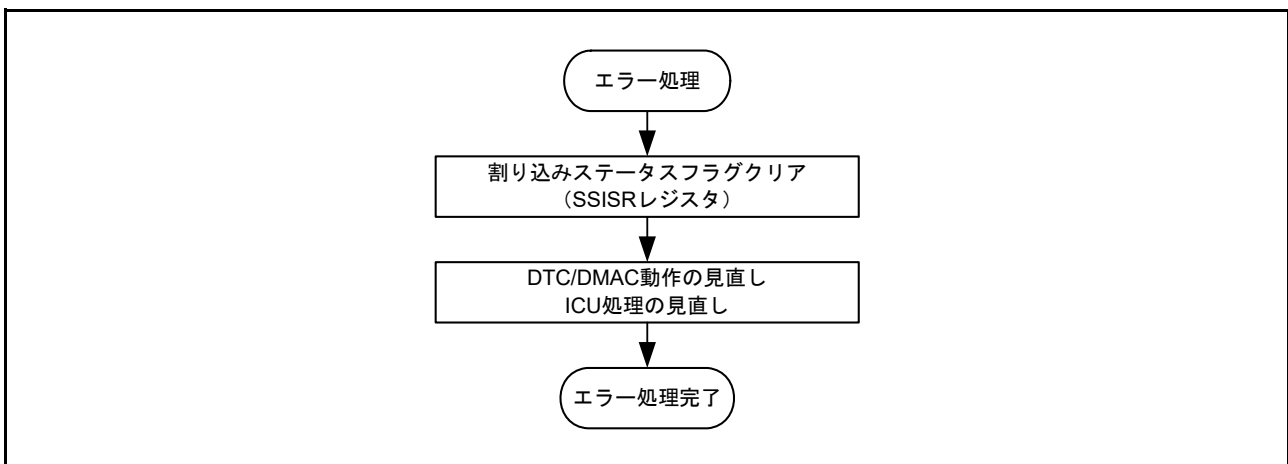 エラー処理
割り込みステータスフラグクリア
（SSISRレジスタ）
DTC/DMAC動作の見直し
ICU処理の見直し
エラー処理完了